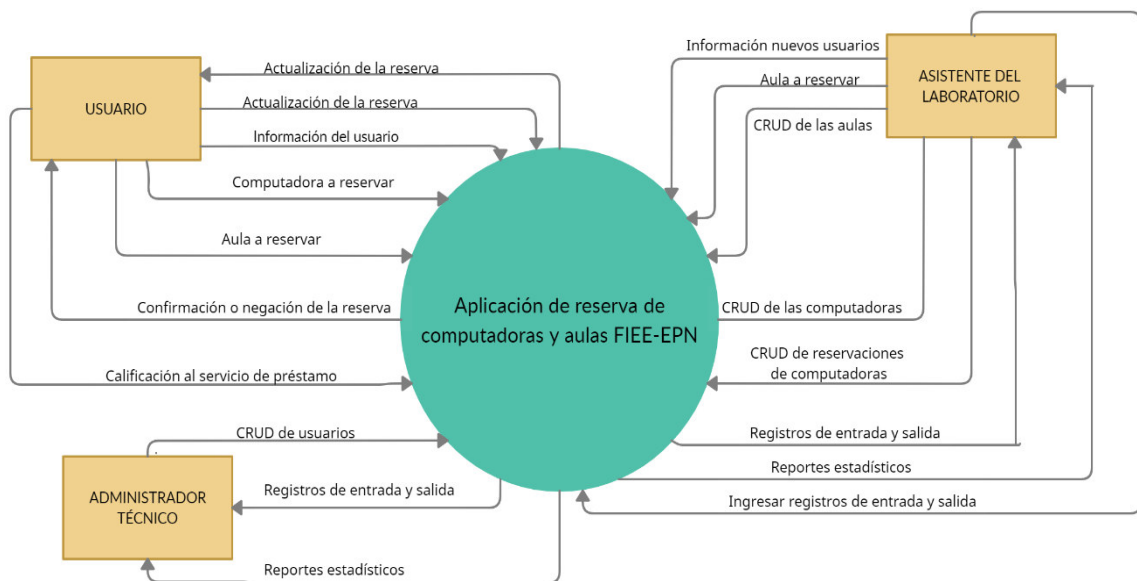 Información nuevos usuarios
ASISTENTE DEL
LABORATORIO
Actualización de la reserva
Aula a reservar
USUARIO
Actualización de la reserva
CRUD de las aulas
Información del usuario
Computadora a reservar
Aula a reservar
Aplicación de reserva de
computadoras y aulas FIEE-EPN
Confirmación o negación de la reserva
CRUD de las computadoras
CRUD de reservaciones
de computadoras
Calificación al servicio de préstamo
CRUD de usuarios
Registros de entrada y salida
Reportes estadísticos
ADMINISTRADOR
TÉCNICO
Registros de entrada y salida
Ingresar registros de entrada y salida
Reportes estadísticos